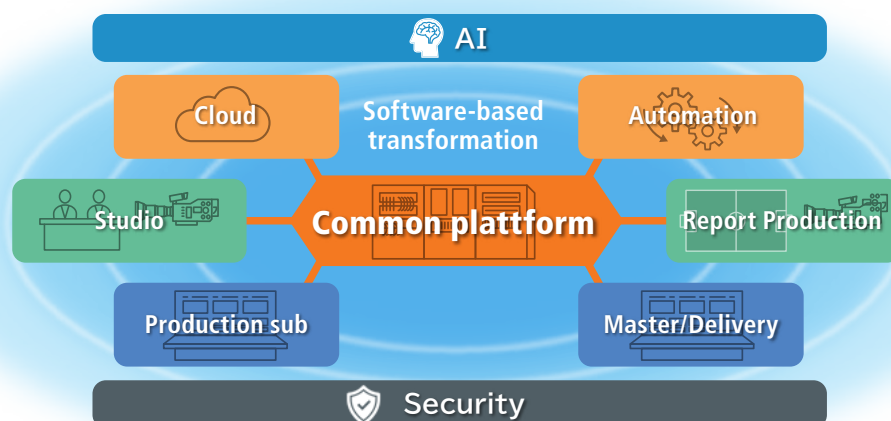 AI
Cloud
Software-based
transformation
Automation
Studio
Common plattform
Report Production
Production sub
Master/Delivery
Security